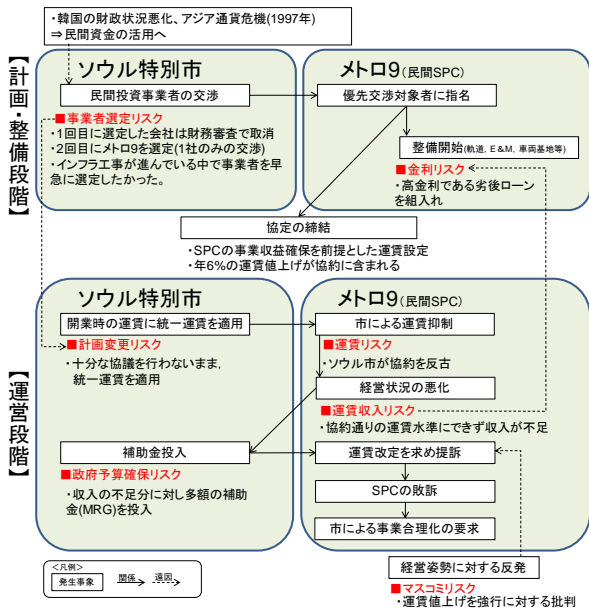 ・韓国の財政状況悪化、アジア通貨危機(1997年)
⇒民間資金の活用へ
【計画・整備段階】
ソウル特別市
民間投資事業者の交渉
■事業者選定リスク
・1回目に選定した会社は財務審査で取消
・2回目にメトロ9を選定(1社のみの交渉)
・インフラ工事が進んでいる中で事業者を早
急に選定したかった。
メトロ9(民間SPC)
優先交渉対象者に指名
整備開始(軌道, E&M, 車両基地等)
■金利リスク
・高金利である劣後ローン
を組入れ
協定の締結
・SPCの事業収益確保を前提とした運賃設定
・年6%の運賃値上げが協約に含まれる
【運営段階】
ソウル特別市
開業時の運賃に統一運賃を適用
■計画変更リスク
・十分な協議を行わないまま,
統一運賃を適用
補助金投入
■政府予算確保リスク
・収入の不足分に対し多額の補助
金(MRG)を投入
メトロ9(民間SPC)
市による運賃抑制
■運賃リスク
・ソウル市が協約を反古
経営状況の悪化
■運賃収入リスク
・協約通りの運賃水準にできず収入が不足
運賃改定を求め提訴
SPCの敗訴
市による事業合理化の要求
経営姿勢に対する反発
■マスコミリスク
・運賃値上げを強行に対する批判
<凡例>
発生事象
関係
遠因